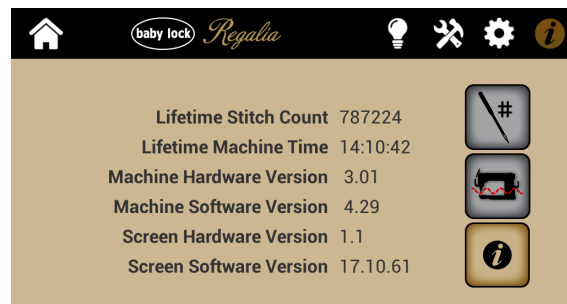 baby lock Regalia
Lifetime Stitch Count 787224
Lifetime Machine Time 14:10:42
Machine Hardware Version 3.01
Machine Software Version 4.29
Screen Hardware Version 1.1
Screen Software Version 17.10.61
#
i
i